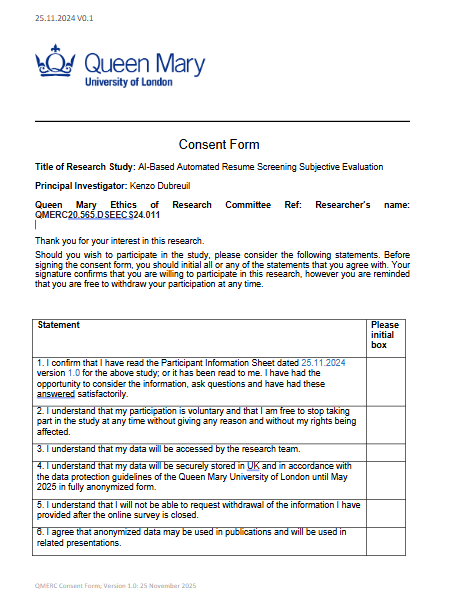 25.11.2024 V0.1
Queen Mary
University of London
Consent Form
Title of Research Study: AI-Based Automated Resume Screening Subjective Evaluation
Principal Investigator: Kenzo Dubreuil
Queen Mary Ethics of Research Committee Ref: Researcher's name:
QMERC20.565.DSEECS24.011
Thank you for your interest in this research.
Should you wish to participate in the study, please consider the following statements. Before
signing the consent form, you should initial all or any of the statements that you agree with. Your
signature confirms that you are willing to participate in this research, however you are reminded
that you are free to withdraw your participation at any time.
Statement
Please
initial
box
1. I confirm that I have read the Participant Information Sheet dated 25.11.2024
version 1.0 for the above study; or it has been read to me. I have had the
opportunity to consider the information, ask questions and have had these
answered satisfactorily.
2. I understand that my participation is voluntary and that I am free to stop taking
part in the study at any time without giving any reason and without my rights being
affected.
3. I understand that my data will be accessed by the research team.
4. I understand that my data will be securely stored in UK and in accordance with
the data protection guidelines of the Queen Mary University of London until May
2025 in fully anonymized form.
5. I understand that I will not be able to request withdrawal of the information I have
provided after the online survey is closed.
6. I agree that anonymized data may be used in publications and will be used in
related presentations.
QMERC Consent Form; Version 1.0: 25 November 2025